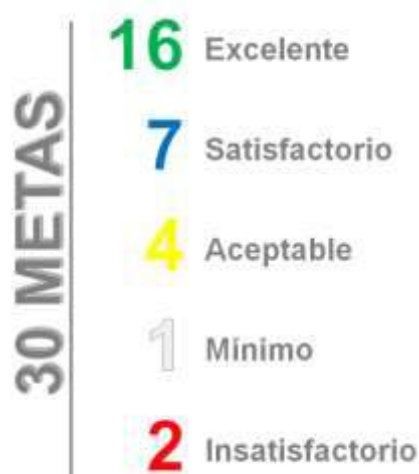 30 METAS
16 Excelente
7 Satisfactorio
4 Aceptable
1 Mínimo
2 Insatisfactorio